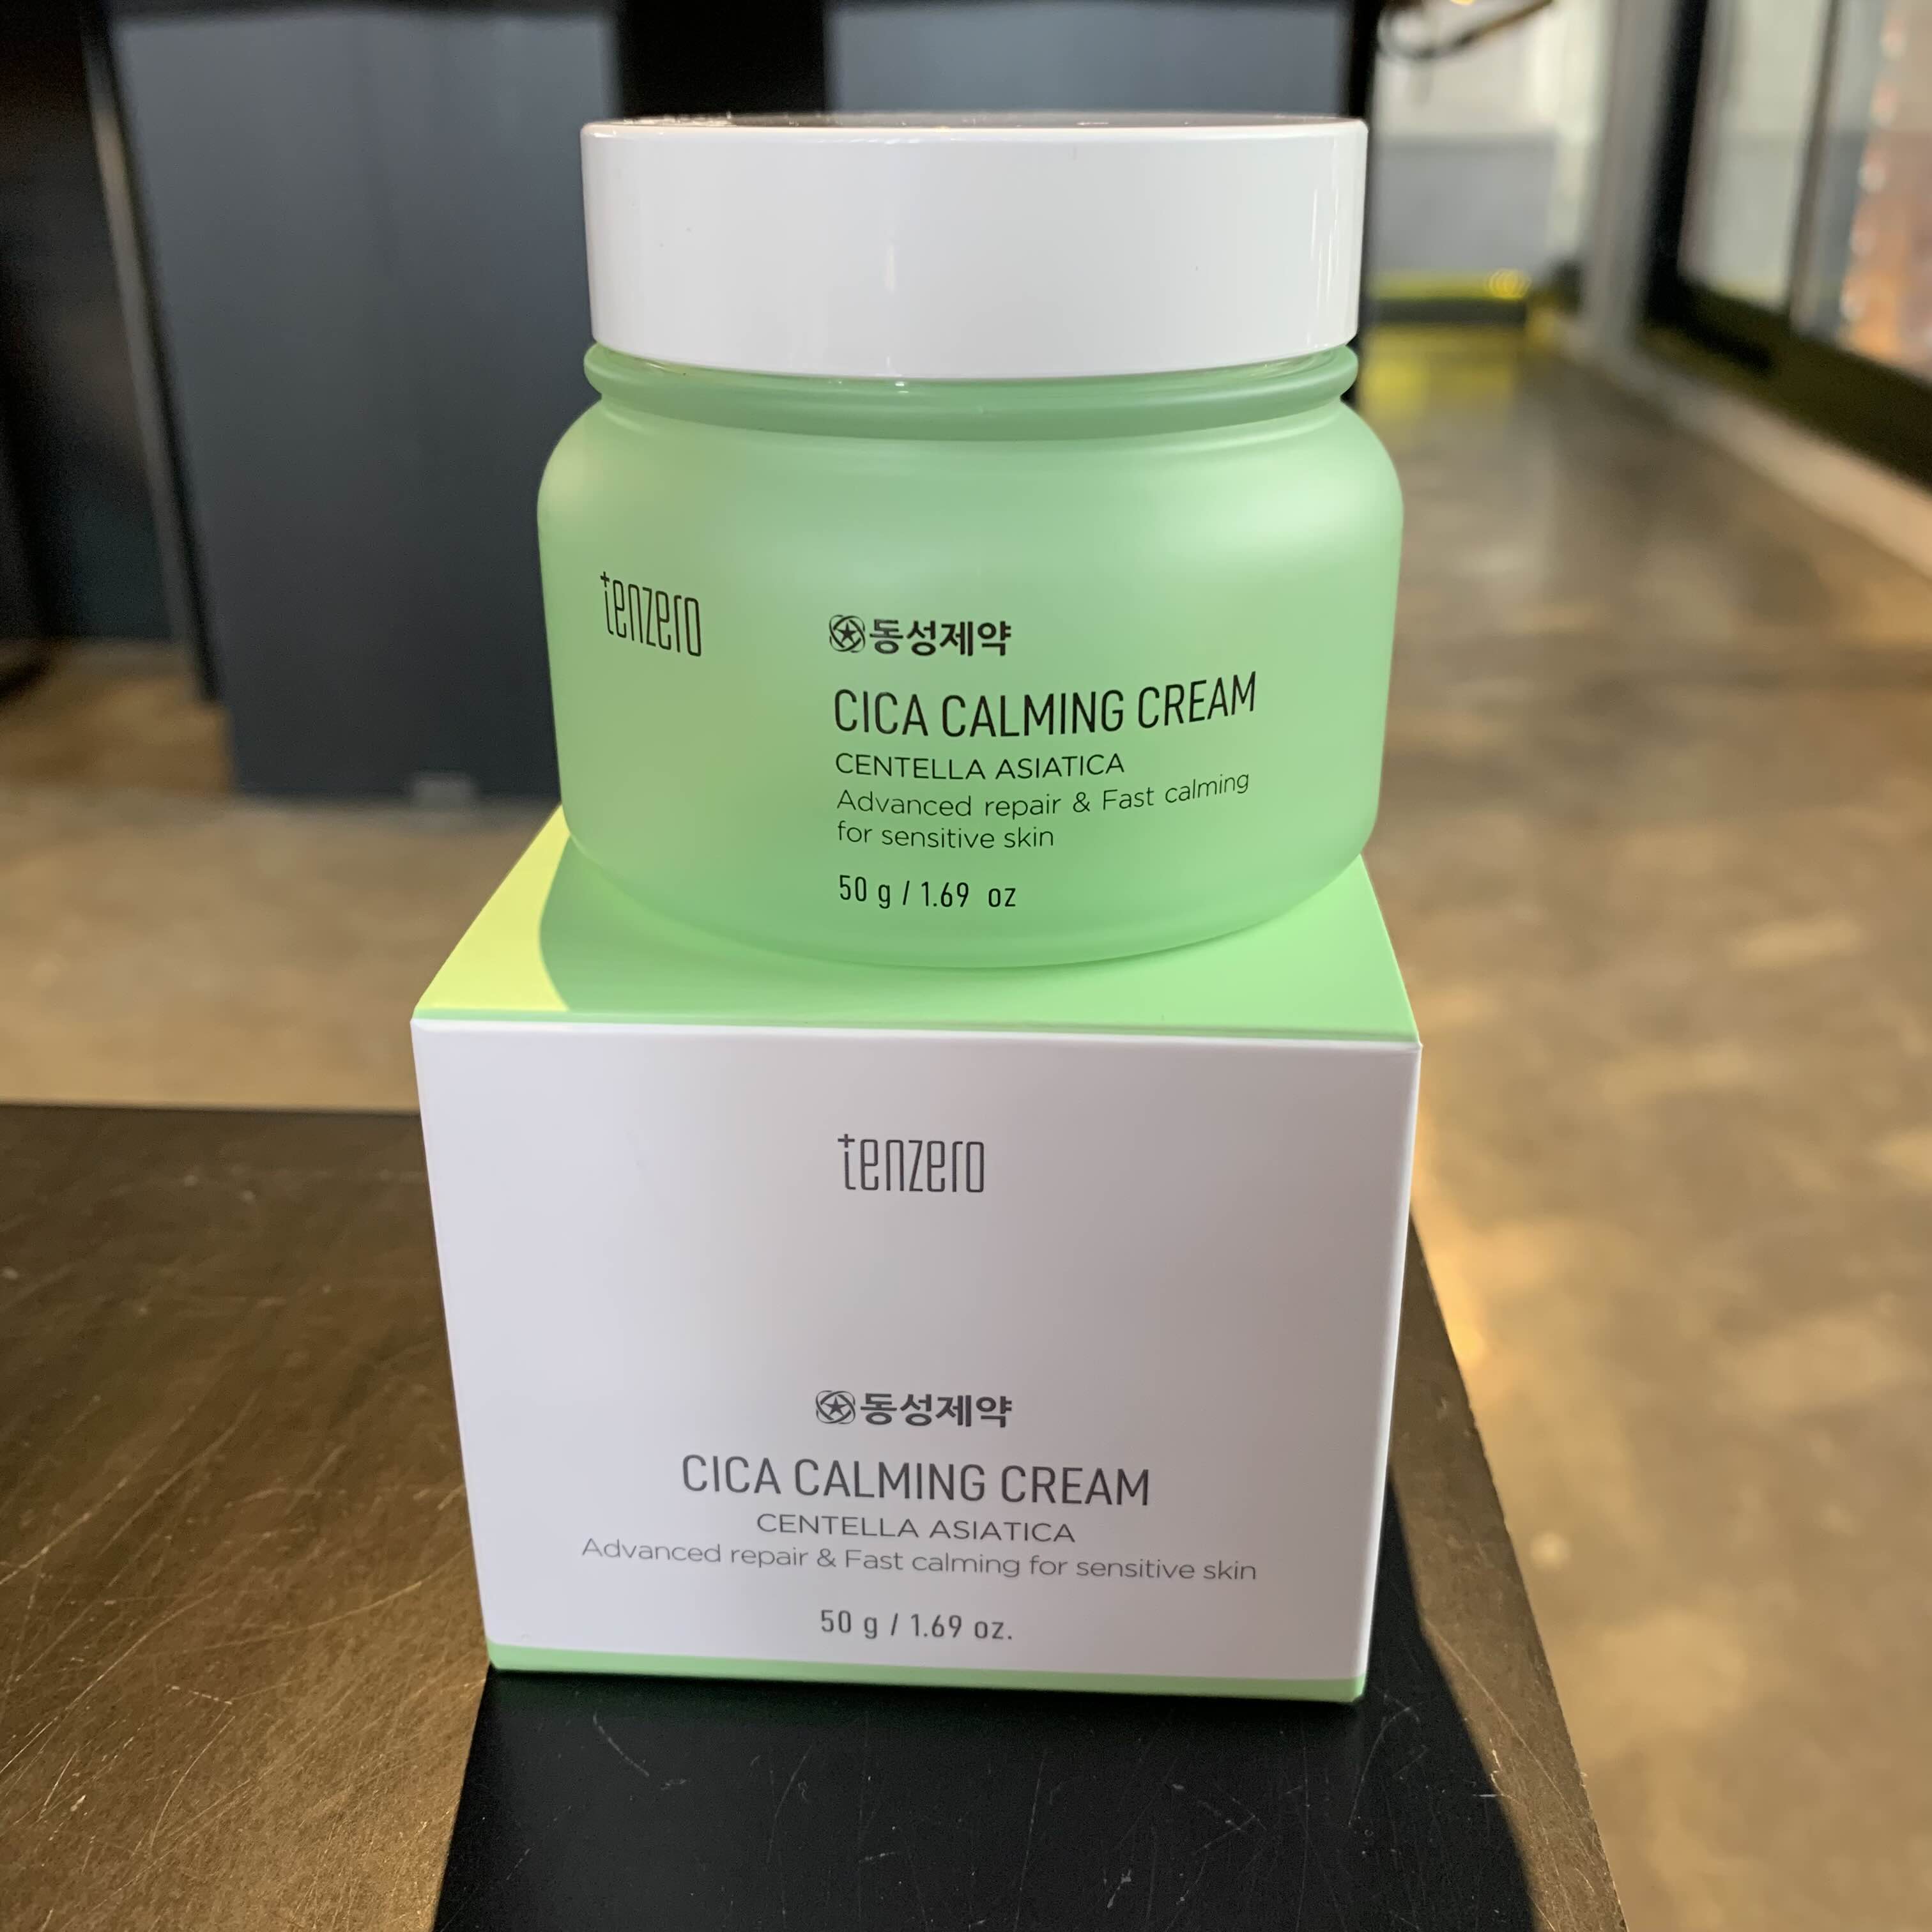 tenzero
동성제약
CICA CALMING CREAM
CENTELLA ASIATICA
Advanced repair & Fast calming
for sensitive skin
50 g / 1.69 oz
tenzero
동성제약
CICA CALMING CREAM
CENTELLA ASIATICA
Advanced repair & Fast calming for sensitive skin
50 g / 1.69 oz.